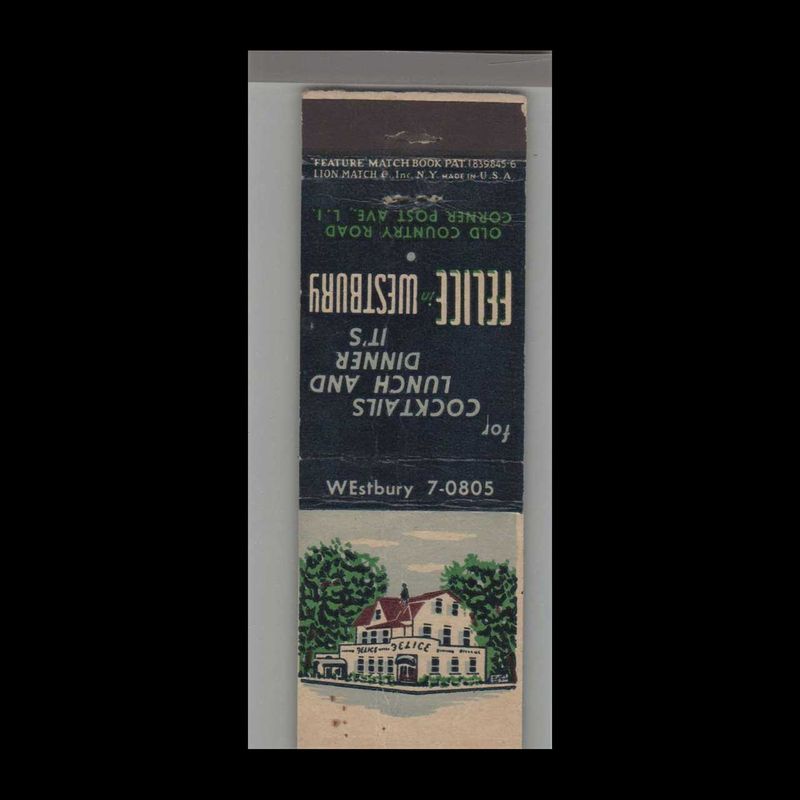 "FEATURE MATCH BOOK PAT. 1839845-6
LION MATCH Co., Inc. N.Y. MADE IN U.S.A.
for
COCKTAILS
LUNCH AND
DINNER
IT'S
FELICE in WESTBURY
OLD COUNTRY ROAD
CORNER POST AVE., L.I.
WEstbury 7-0805
FELICE FELICE